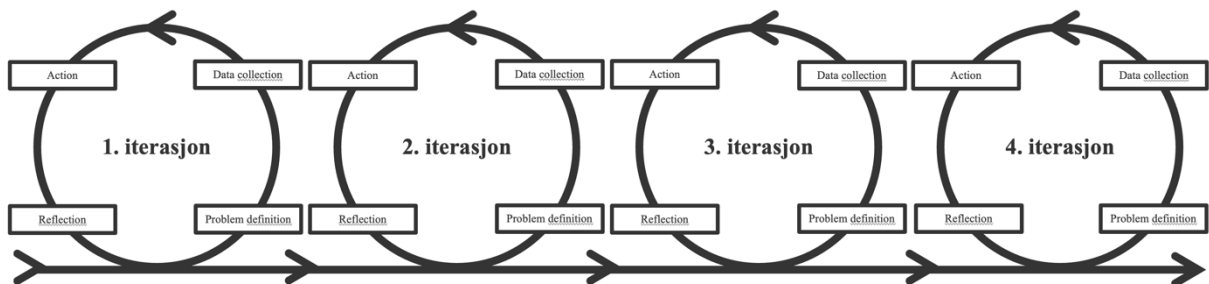 Action
Data collection
1. iterasjon
Reflection
Problem definition
Action
Data collection
2. iterasjon
Reflection
Problem definition
Action
Data collection
3. iterasjon
Reflection
Problem definition
Action
Data collection
4. iterasjon
Reflection
Problem definition